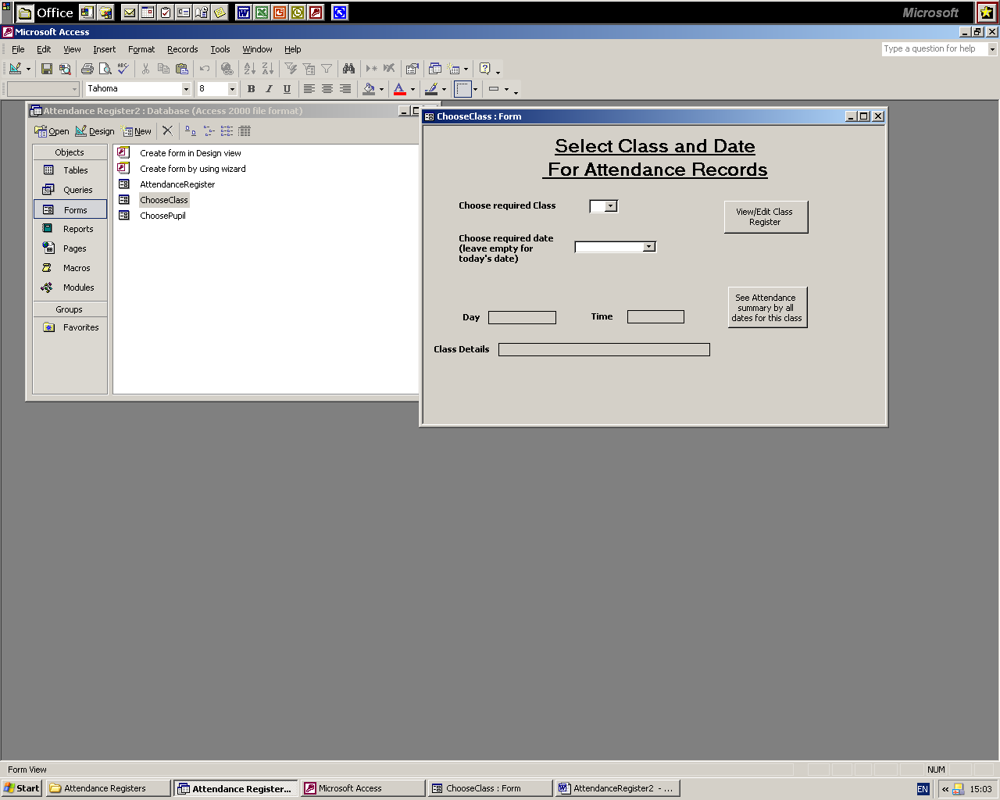 Office
Microsoft
Microsoft Access
File Edit View Insert Format Records Tools Window Help
Type a question for help
Tahoma 8 B I U
Attendance Register2 : Database (Access 2000 file format)
Open Design New
Objects
Tables
Queries
Forms
Reports
Pages
Macros
Modules
Groups
Favorites
Create form in Design view
Create form by using wizard
AttendanceRegister
ChooseClass
ChoosePupil
ChooseClass : Form
Select Class and Date
For Attendance Records
Choose required Class
View/Edit Class
Register
Choose required date
(leave empty for
today's date)
See Attendance
summary by all
dates for this class
Day
Time
Class Details
Form View
NUM
Start
Attendance Registers
Attendance Register...
Microsoft Access
ChooseClass : Form
AttendanceRegister2 - ...
EN
15:03